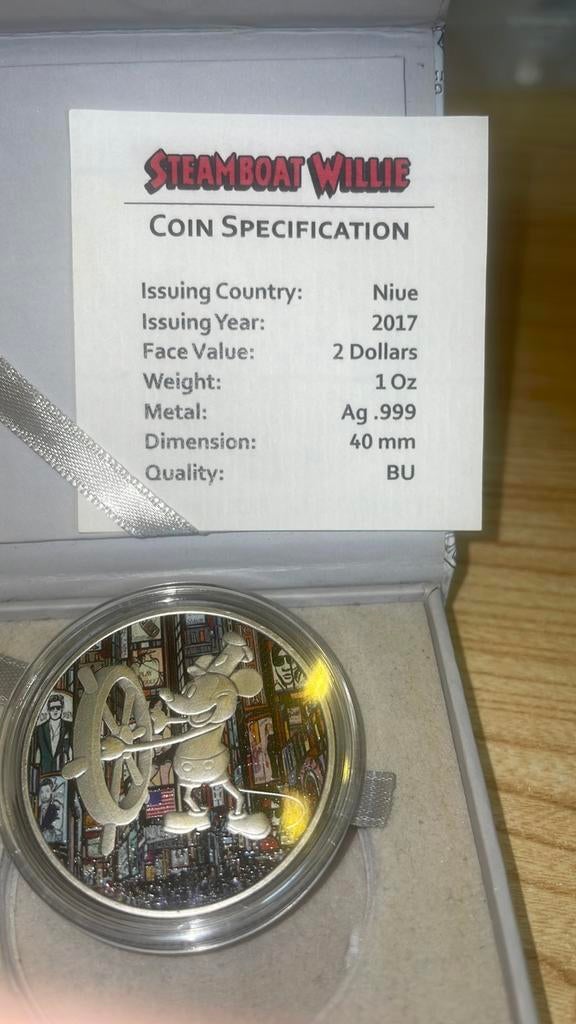 STEAMBOAT WILLIE
COIN SPECIFICATION
Issuing Country: Niue
Issuing Year: 2017
Face Value: 2 Dollars
Weight: 1 Oz
Metal: Ag .999
Dimension: 40 mm
Quality: BU